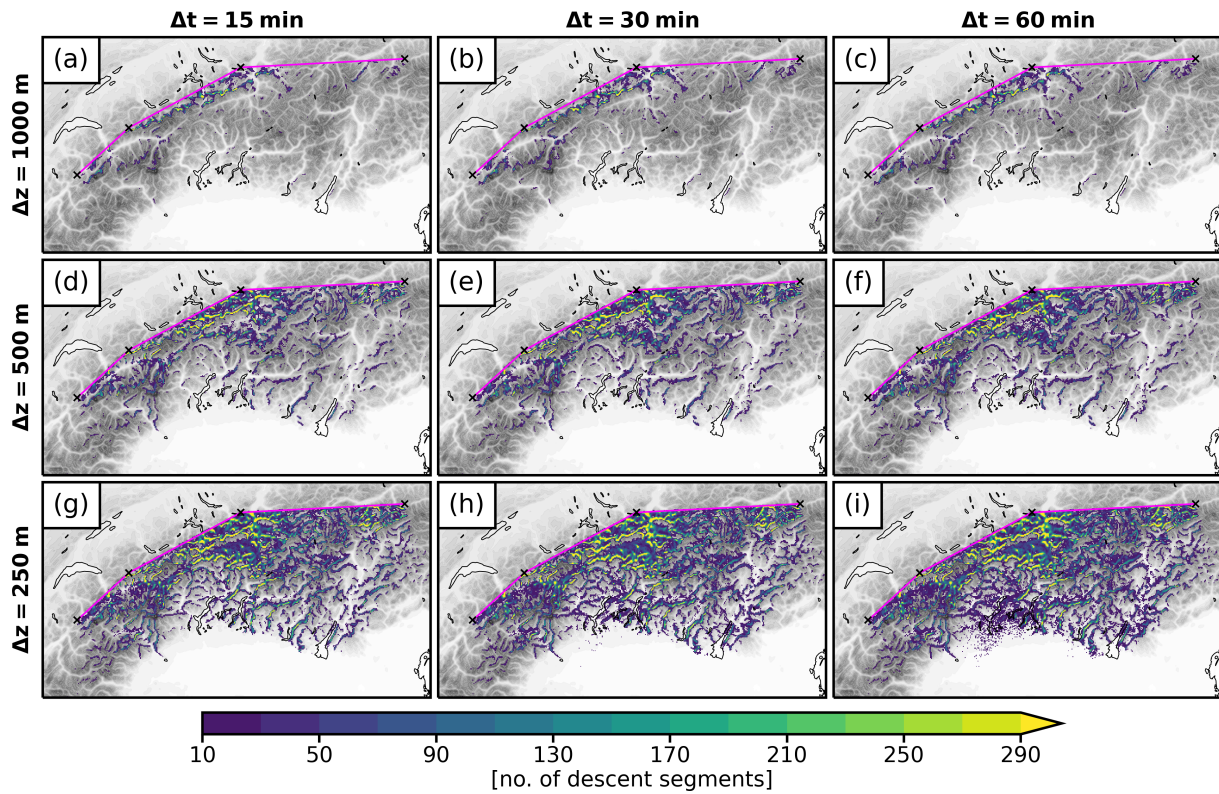 Δt = 15 min
Δt = 30 min
Δt = 60 min
Δz = 1000 m
(a)
(b)
(c)
Δz = 500 m
(d)
(e)
(f)
Δz = 250 m
(g)
(h)
(i)
10 50 90 130 170 210 250 290
[no. of descent segments]